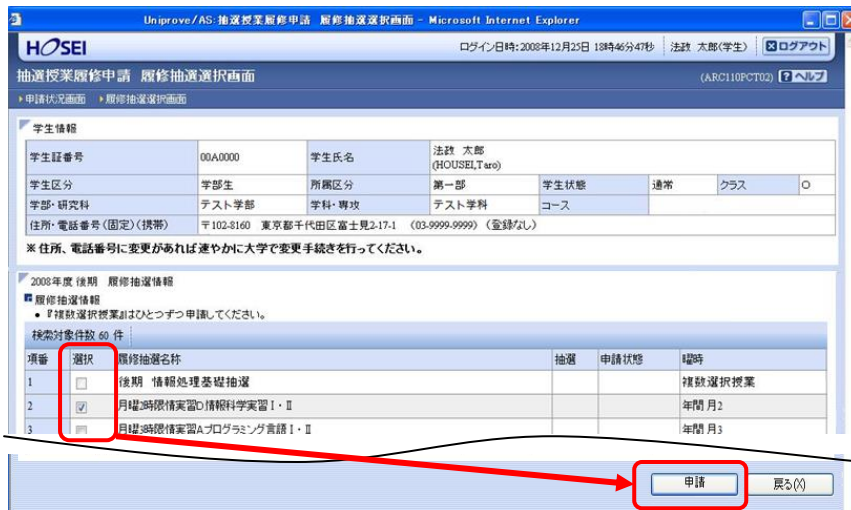 Uniprove/AS:抽選授業履修申請 履修抽選選択画面 - Microsoft Internet Explorer
HOSEI ログイン日時:2008年12月25日 18時46分47秒 法政 太郎(学生) ログアウト
抽選授業履修申請 履修抽選選択画面 (ARC110PCT02) ヘルプ
申請状況画面 履修抽選選択画面
学生情報
学生証番号 00A0000 学生氏名 法政 太郎
(HOUSEI,Taro)
学生区分 学部生 所属区分 第一部 学生状態 通常 クラス O
学部・研究科 テスト学部 学科・専攻 テスト学科 コース
住所・電話番号(固定)(携帯) 〒102-8160 東京都千代田区富士見2-17-1 (03-9999-9999) (登録なし)
※住所、電話番号に変更があれば速やかに大学で変更手続きを行ってください。
2008年度 後期 履修抽選情報
履修抽選情報
• 『複数選択授業』はひとつずつ申請してください。
検索対象件数 60 件
項番 選択 履修抽選名称 抽選 申請状態 曜時
1 後期 情報処理基礎抽選 複数選択授業
2 月曜2時限情実習D情報科学実習Ⅰ・Ⅱ 年間 月2
3 月曜3時限情実習Aプログラミング言語Ⅰ・Ⅱ 年間 月3
申請 戻る(X)